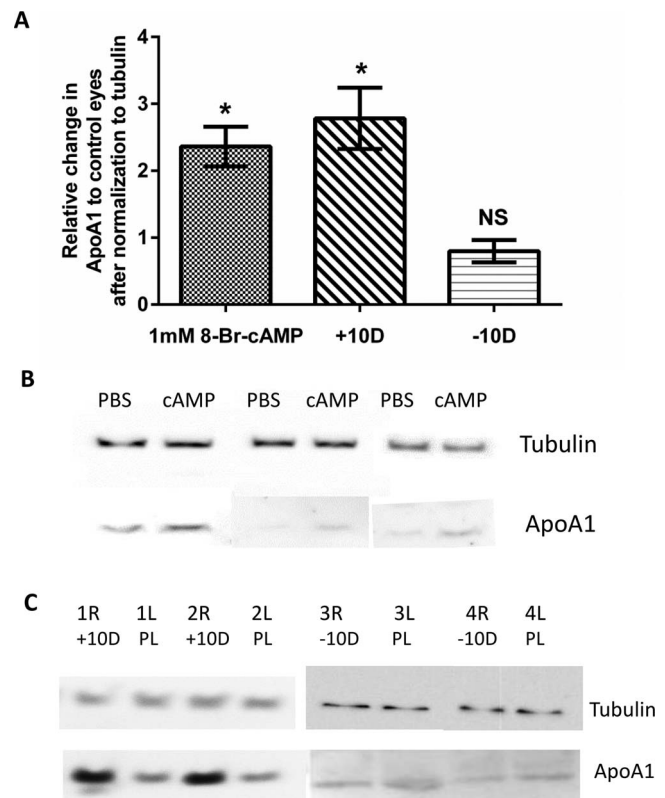 A
Relative change in
ApoA1 to control eyes
after normalization to tubulin
4
3
2
1
0
*
*
NS
1mM 8-Br-cAMP +10D -10D
B
PBS cAMP PBS cAMP PBS cAMP
Tubulin
ApoA1
C
1R 1L 2R 2L 3R 3L 4R 4L
+10D PL +10D PL -10D PL -10D PL
Tubulin
ApoA1